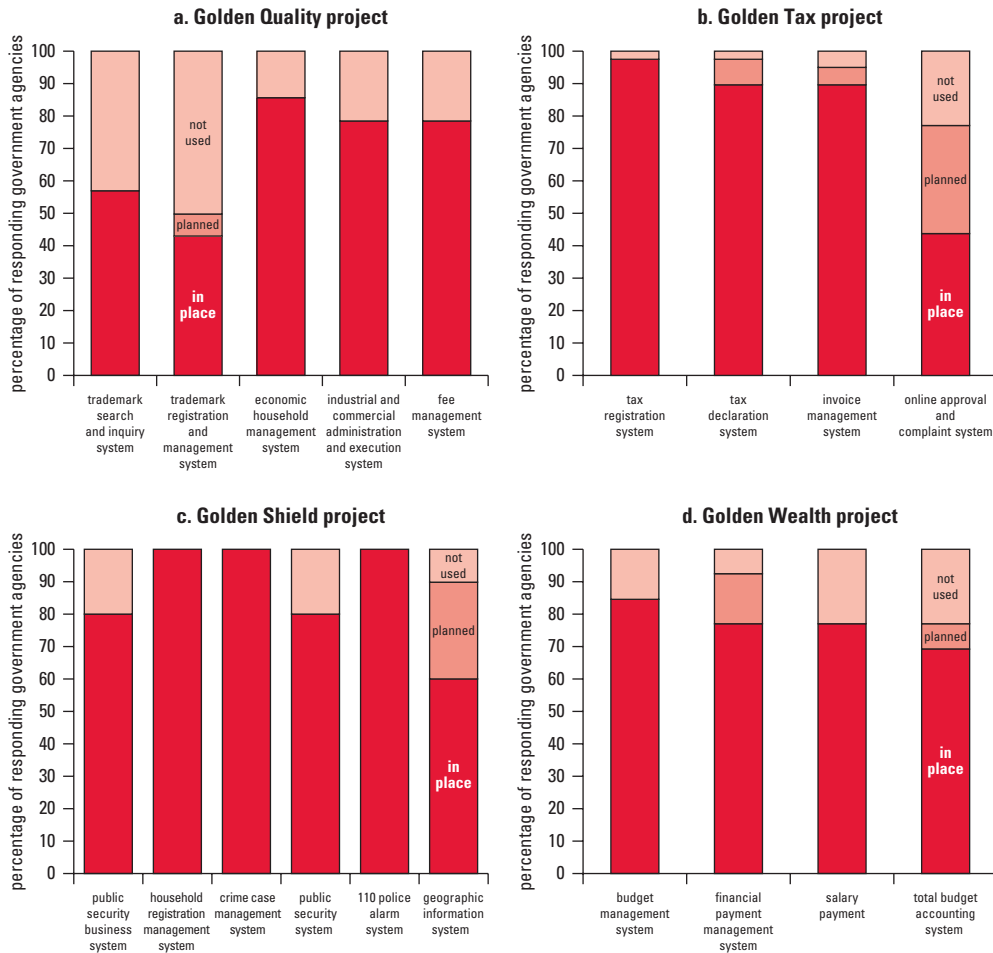 a. Golden Quality project
percentage of responding government agencies
100
90
80
70
60
50
40
30
20
10
0
not
used
planned
in
place
trademark
search
and inquiry
system
trademark
registration
and
management
system
economic
household
management
system
industrial and
commercial
administration
and execution
system
fee
management
system
b. Golden Tax project
percentage of responding government agencies
100
90
80
70
60
50
40
30
20
10
0
not
used
planned
in
place
tax
registration
system
tax
declaration
system
invoice
management
system
online approval
and
complaint system
c. Golden Shield project
percentage of responding government agencies
100
90
80
70
60
50
40
30
20
10
0
not
used
planned
in
place
public
security
business
system
household
registration
management
system
crime case
management
system
public
security
system
110 police
alarm
system
geographic
information
system
d. Golden Wealth project
percentage of responding government agencies
100
90
80
70
60
50
40
30
20
10
0
not
used
planned
in
place
budget
management
system
financial
payment
management
system
salary
payment
total budget
accounting
system